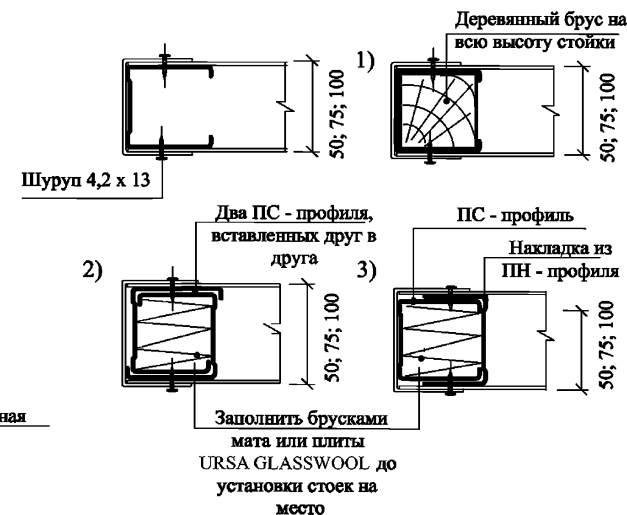 Деревянный брус на
всю высоту стойки
1)
50; 75; 100
50; 75; 100
Шуруп 4,2 x 13
Два ПС - профиля,
вставленных друг в
друга
ПС - профиль
Накладка из
ПН - профиля
2)
3)
50; 75; 100
50; 75; 100
ная
Заполнить брусками
мата или плиты
URSA GLASSWOOL до
установки стоек на
место